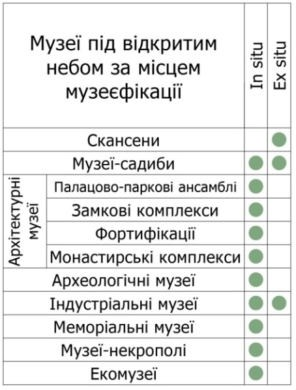 Музеї під відкритим
небом за місцем
музеєфікації
In situ
Ex situ
Скансени
Музеї-садиби
Архітектурні
музеї
Палацово-паркові ансамблі
Замкові комплекси
Фортифікації
Монастирські комплекси
Археологічні музеї
Індустріальні музеї
Меморіальні музеї
Музеї-некрополі
Екомузеї